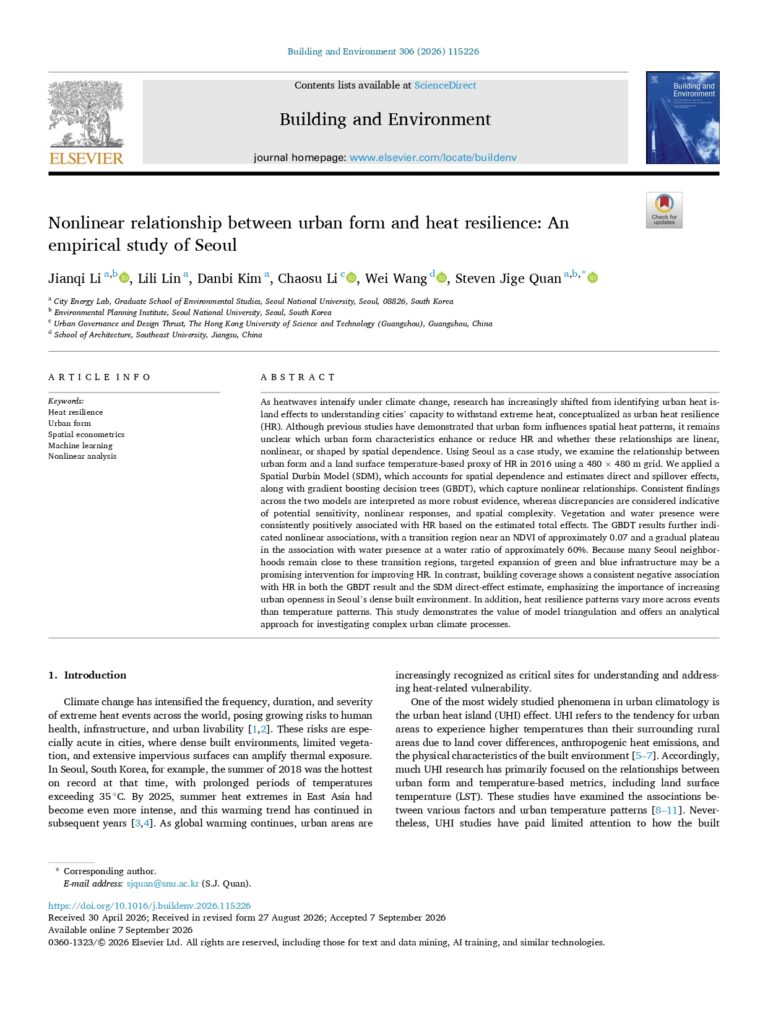 Building and Environment 306 (2026) 115226
Contents lists available at ScienceDirect
Building and Environment
journal homepage: www.elsevier.com/locate/buildenv
ELSEVIER
Building and
Environment
Check for
updates
Nonlinear relationship between urban form and heat resilience: An
empirical study of Seoul
Jianqi Li a,b, Lili Lin a, Danbi Kim a, Chaosu Li c, Wei Wang d, Steven Jige Quan a,b,*
a City Energy Lab, Graduate School of Environmental Studies, Seoul National University, Seoul, 08826, South Korea
b Environmental Planning Institute, Seoul National University, Seoul, South Korea
c Urban Governance and Design Thrust, The Hong Kong University of Science and Technology (Guangzhou), Guangzhou, China
d School of Architecture, Southeast University, Jiangsu, China
ARTICLE INFO
Keywords:
Heat resilience
Urban form
Spatial econometrics
Machine learning
Nonlinear analysis
ABSTRACT
As heatwaves intensify under climate change, research has increasingly shifted from identifying urban heat is-
land effects to understanding cities' capacity to withstand extreme heat, conceptualized as urban heat resilience
(HR). Although previous studies have demonstrated that urban form influences spatial heat patterns, it remains
unclear which urban form characteristics enhance or reduce HR and whether these relationships are linear,
nonlinear, or shaped by spatial dependence. Using Seoul as a case study, we examine the relationship between
urban form and a land surface temperature-based proxy of HR in 2016 using a 480 × 480 m grid. We applied a
Spatial Durbin Model (SDM), which accounts for spatial dependence and estimates direct and spillover effects,
along with gradient boosting decision trees (GBDT), which capture nonlinear relationships. Consistent findings
across the two models are interpreted as more robust evidence, whereas discrepancies are considered indicative
of potential sensitivity, nonlinear responses, and spatial complexity. Vegetation and water presence were
consistently positively associated with HR based on the estimated total effects. The GBDT results further indi-
cated nonlinear associations, with a transition region near an NDVI of approximately 0.07 and a gradual plateau
in the association with water presence at a water ratio of approximately 60%. Because many Seoul neighbor-
hoods remain close to these transition regions, targeted expansion of green and blue infrastructure may be a
promising intervention for improving HR. In contrast, building coverage shows a consistent negative association
with HR in both the GBDT result and the SDM direct-effect estimate, emphasizing the importance of increasing
urban openness in Seoul's dense built environment. In addition, heat resilience patterns vary more across events
than temperature patterns. This study demonstrates the value of model triangulation and offers an analytical
approach for investigating complex urban climate processes.
1. Introduction
Climate change has intensified the frequency, duration, and severity
of extreme heat events across the world, posing growing risks to human
health, infrastructure, and urban livability [1,2]. These risks are esp-
ecially acute in cities, where dense built environments, limited vegeta-
tion, and extensive impervious surfaces can amplify thermal exposure.
In Seoul, South Korea, for example, the summer of 2018 was the hottest
on record at that time, with prolonged periods of temperatures
exceeding 35 °C. By 2025, summer heat extremes in East Asia had
become even more intense, and this warming trend has continued in
subsequent years [3,4]. As global warming continues, urban areas are
increasingly recognized as critical sites for understanding and address-
ing heat-related vulnerability.
One of the most widely studied phenomena in urban climatology is
the urban heat island (UHI) effect. UHI refers to the tendency for urban
areas to experience higher temperatures than their surrounding rural
areas due to land cover differences, anthropogenic heat emissions, and
the physical characteristics of the built environment [5–7]. Accordingly,
much UHI research has primarily focused on the relationships between
urban form and temperature-based metrics, including land surface
temperature (LST). These studies have examined the associations be-
tween various factors and urban temperature patterns [8–11]. Never-
theless, UHI studies have paid limited attention to how the built
* Corresponding author.
E-mail address: sjquan@snu.ac.kr (S.J. Quan).
https://doi.org/10.1016/j.buildenv.2026.115226
Received 30 April 2026; Received in revised form 27 August 2026; Accepted 7 September 2026
Available online 7 September 2026
0360-1323/© 2026 Elsevier Ltd. All rights are reserved, including those for text and data mining, AI training, and similar technologies.